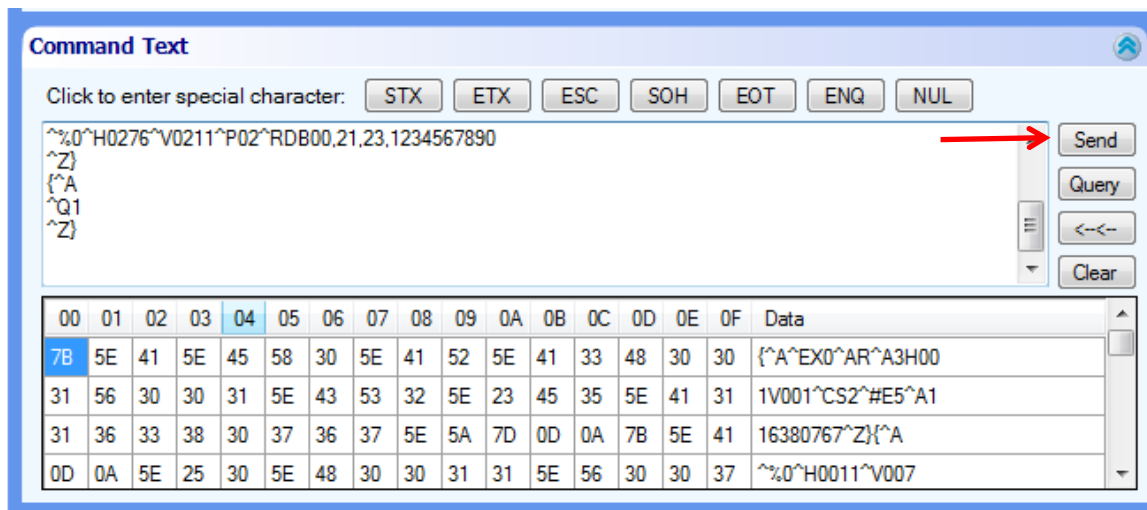 Command Text
Click to enter special character: STX ETX ESC SOH EOT ENQ NUL
^%0^H0276^V0211^P02^RDB00,21,23,1234567890
^Z}
{^A
^Q1
^Z}
Send
Query
<--<--
Clear
00 01 02 03 04 05 06 07 08 09 0A 0B 0C 0D 0E 0F Data
7B 5E 41 5E 45 58 30 5E 41 52 5E 41 33 48 30 30 {^A^EX0^AR^A3H00
31 56 30 30 31 5E 43 53 32 5E 23 45 35 5E 41 31 1V001^CS2^#E5^A1
31 36 33 38 30 37 36 37 5E 5A 7D 0D 0A 7B 5E 41 16380767^Z}{^A
0D 0A 5E 25 30 5E 48 30 30 31 31 5E 56 30 30 37 ^%0^H0011^V007